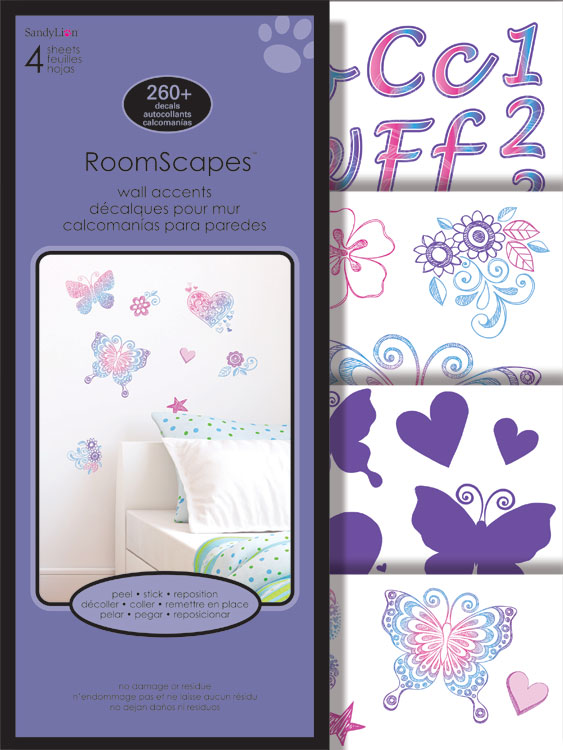 SandyLion
4 sheets
feuilles
hojas
260+
decals
autocollants
calcomanías
RoomScapes™
wall accents
décalques pour mur
calcomanías para paredes
peel • stick • reposition
décoller • coller • remettre en place
pelar • pegar • reposicionar
no damage or residue
n'endommage pas et ne laisse aucun résidu
no dejan daños ni residuos
Cc1
Ff2